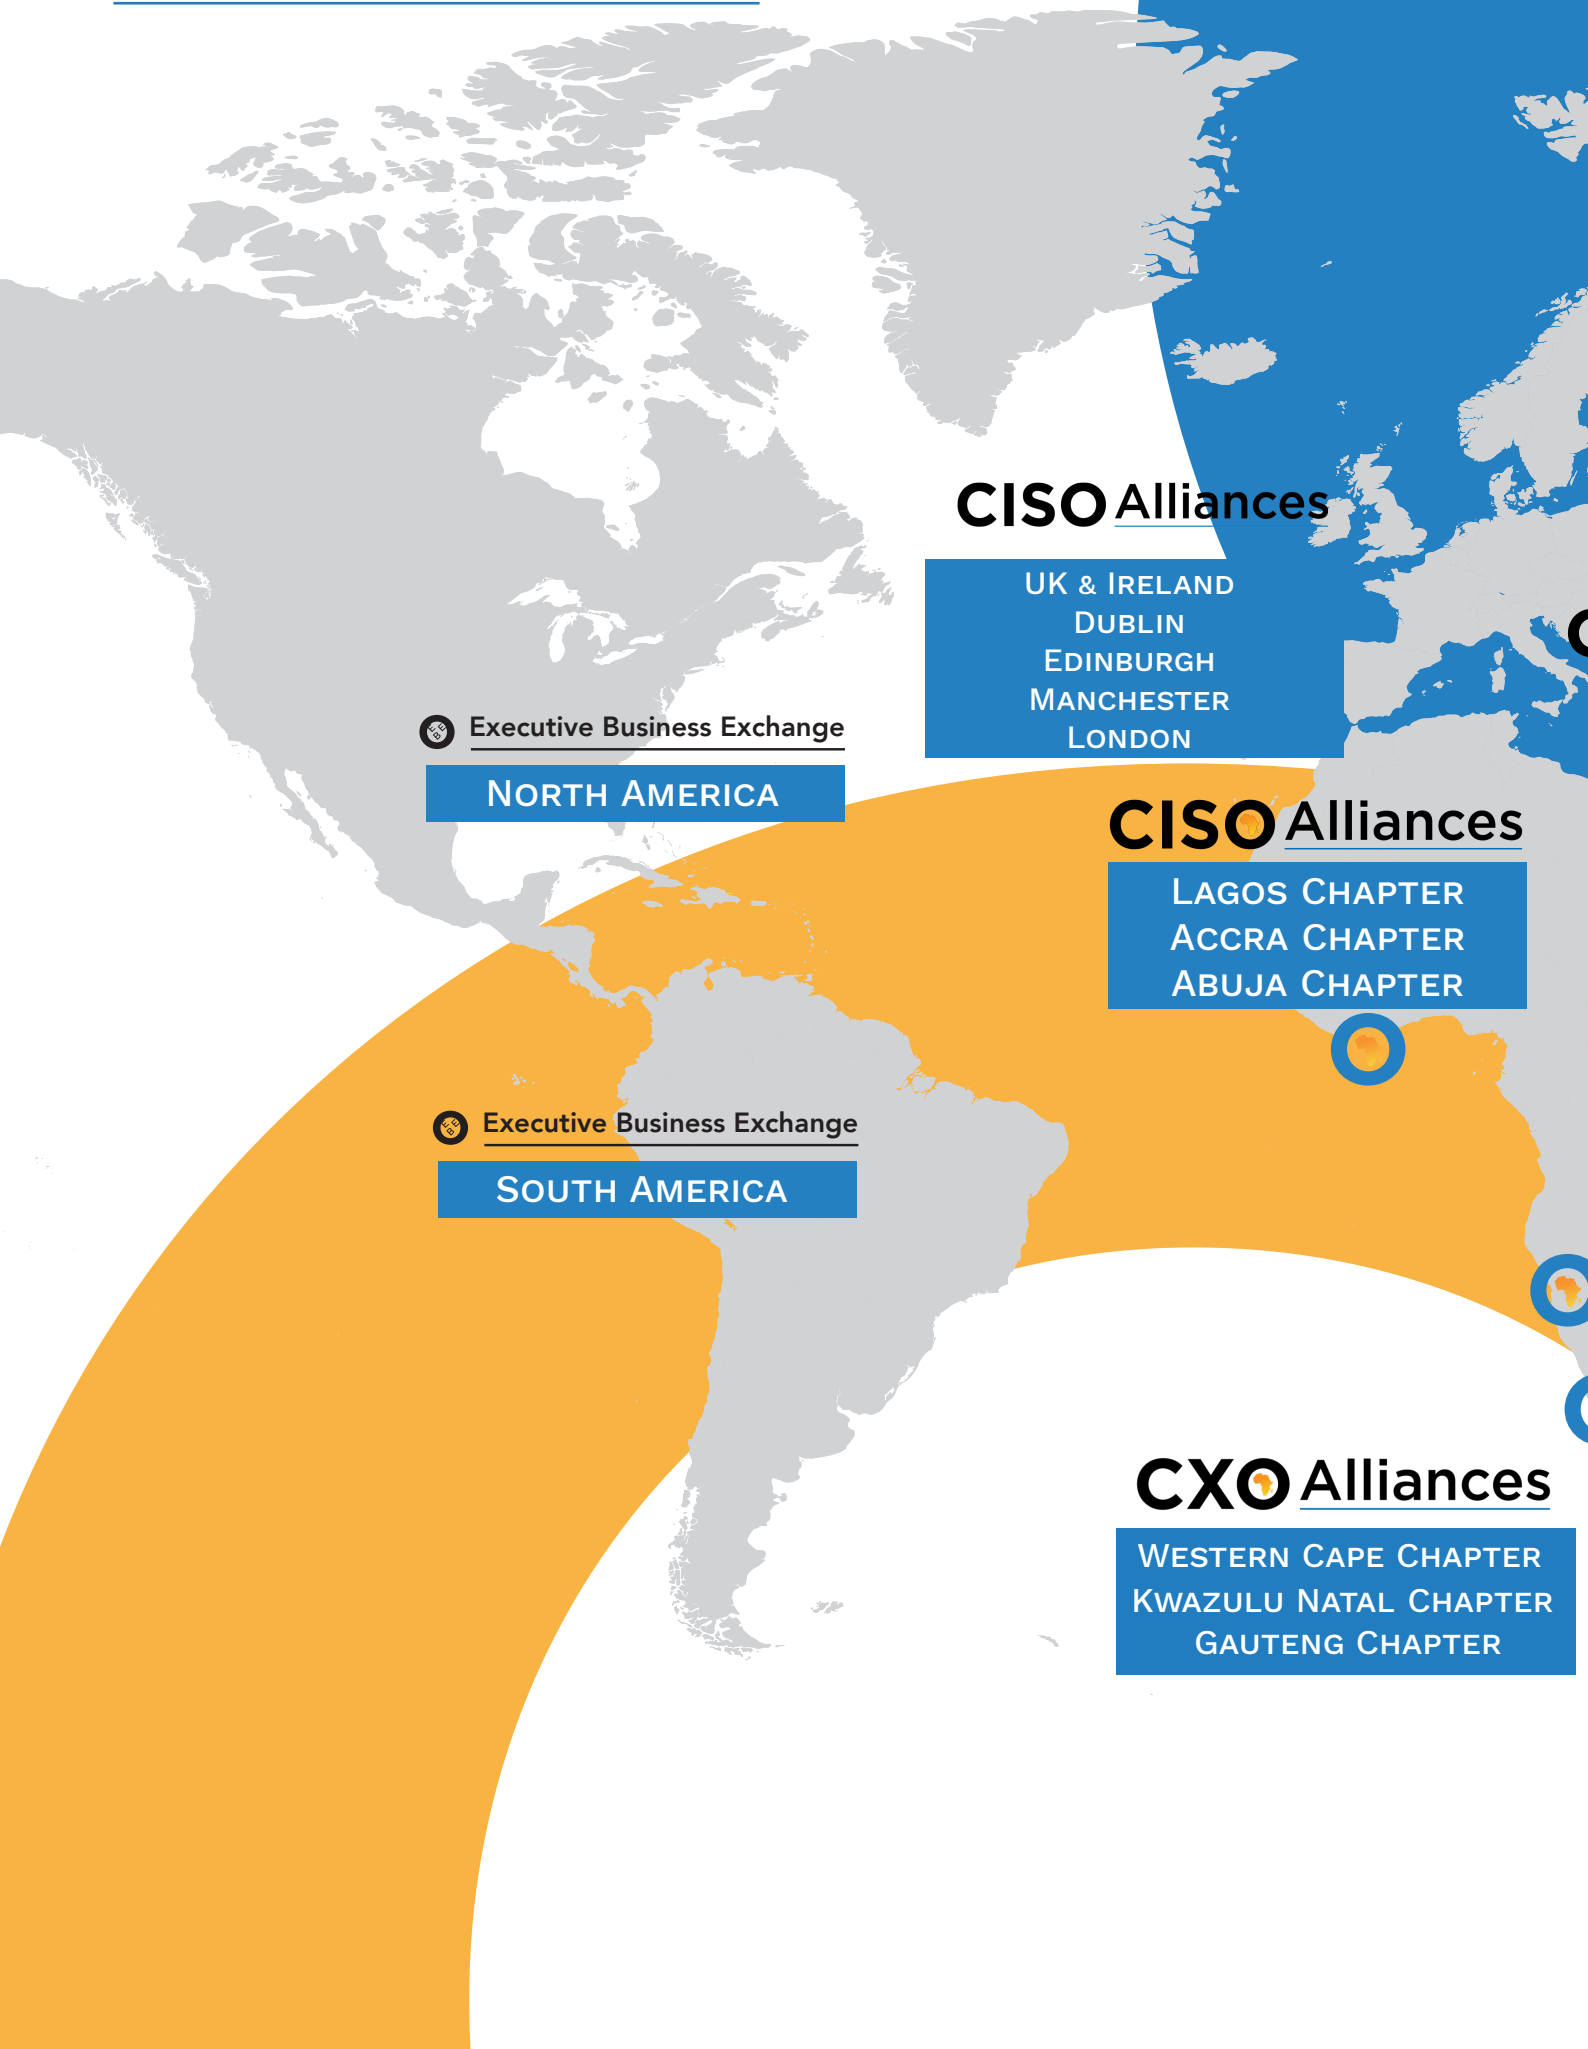 CISO Alliances
UK & Ireland
Dublin
Edinburgh
Manchester
London
Executive Business Exchange
North America
CISO Alliances
Lagos Chapter
Accra Chapter
Abuja Chapter
Executive Business Exchange
South America
CXO Alliances
Western Cape Chapter
Kwazulu Natal Chapter
Gauteng Chapter